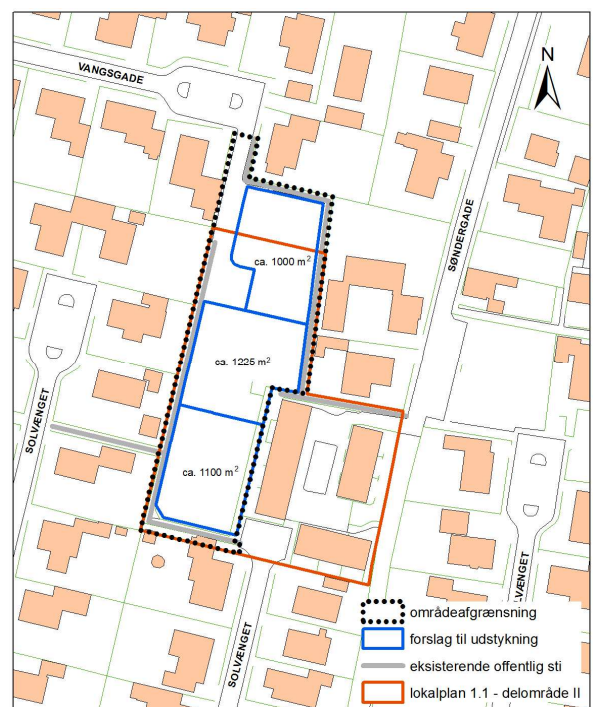 VANGSGADE
N
SØNDERGADE
ca. 1000 m²
ca. 1225 m²
SOLVÆNGET
ca. 1100 m²
SOLVÆNGET
LVÆNGET
områdeafgrænsning
forslag til udstykning
eksisterende offentlig sti
lokalplan 1.1 - delområde II